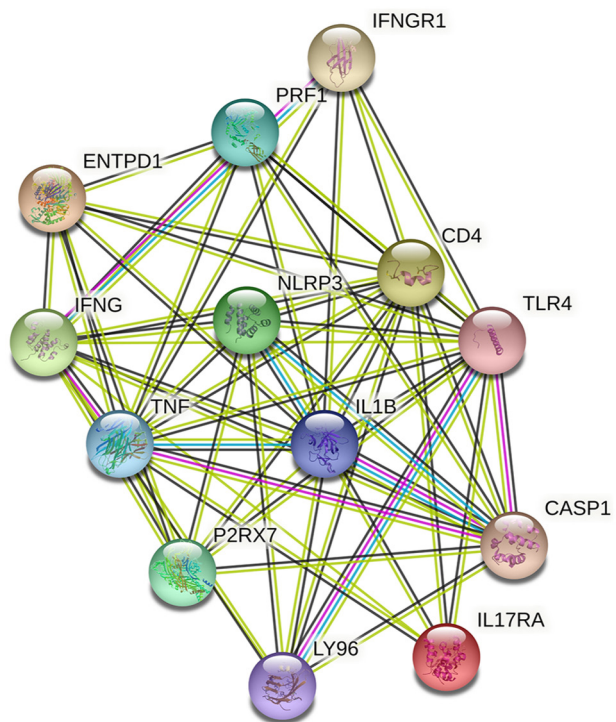 IFNGR1
PRF1
ENTPD1
CD4
NLRP3
TLR4
IFNG
TNF
IL1B
CASP1
P2RX7
IL17RA
LY96